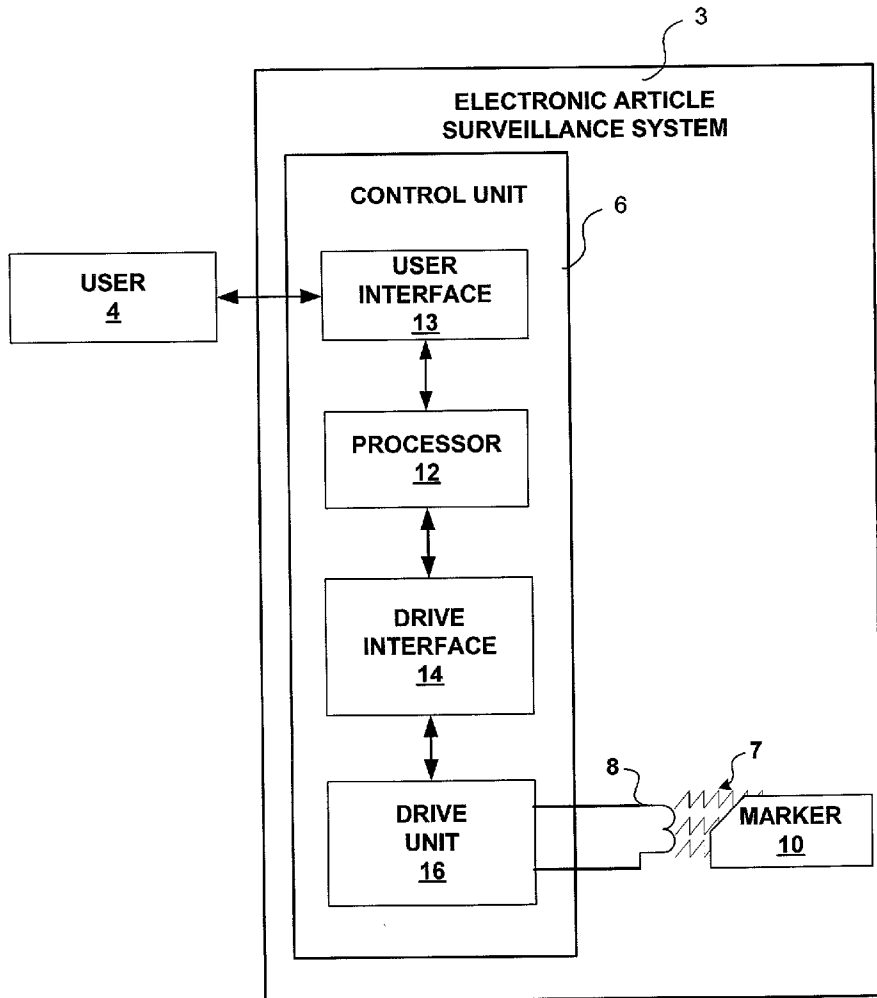 3
ELECTRONIC ARTICLE
SURVEILLANCE SYSTEM
CONTROL UNIT
6
USER
4
USER
INTERFACE
13
PROCESSOR
12
DRIVE
INTERFACE
14
DRIVE
UNIT
16
8
7
MARKER
10